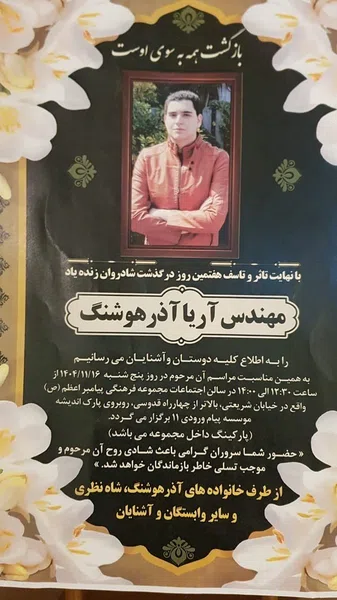 بازگشت همه به سوی اوست
با نهایت تاثر و تاسف هفتمین روز درگذشت شادروان زنده یاد
مهندس آریا آذرهوشنگ
را به اطلاع کلیه دوستان و آشنایان می رسانیم
به همین مناسبت مراسم آن مرحوم در روز پنج شنبه ۱۴۰۴/۱۱/۱۶ از
ساعت ۱۲:۳۰ الی ۱۴:۰۰ در سالن اجتماعات مجموعه فرهنگی پیامبر اعظم (ص)
واقع در خیابان شریعتی، بالاتر از چهارراه قدوسی، روبروی پارک اندیشه
موسسه پیام ورودی ۱۱ برگزار می گردد.
(پارکینگ داخل مجموعه می باشد)
«حضور شما سروران گرامی باعث شادی روح آن مرحوم و
موجب تسلی خاطر بازماندگان خواهد شد.»
از طرف خانواده های آذرهوشنگ، شاه نظری
و سایر وابستگان و آشنایان